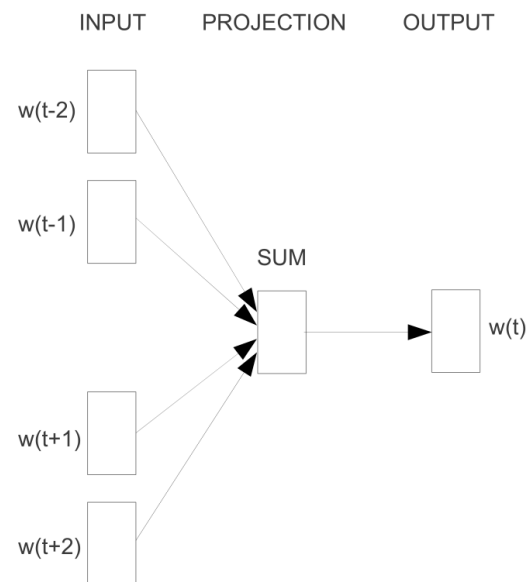 INPUT PROJECTION OUTPUT
w(t-2)
w(t-1)
SUM
w(t)
w(t+1)
w(t+2)